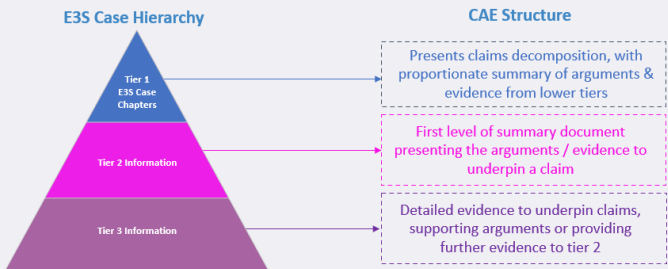 E3S Case Hierarchy
CAE Structure
Tier 1
E3S Case
Chapters
Presents claims decomposition, with
proportionate summary of arguments &
evidence from lower tiers
Tier 2 Information
First level of summary document
presenting the arguments / evidence to
underpin a claim
Tier 3 Information
Detailed evidence to underpin claims,
supporting arguments or providing
further evidence to tier 2